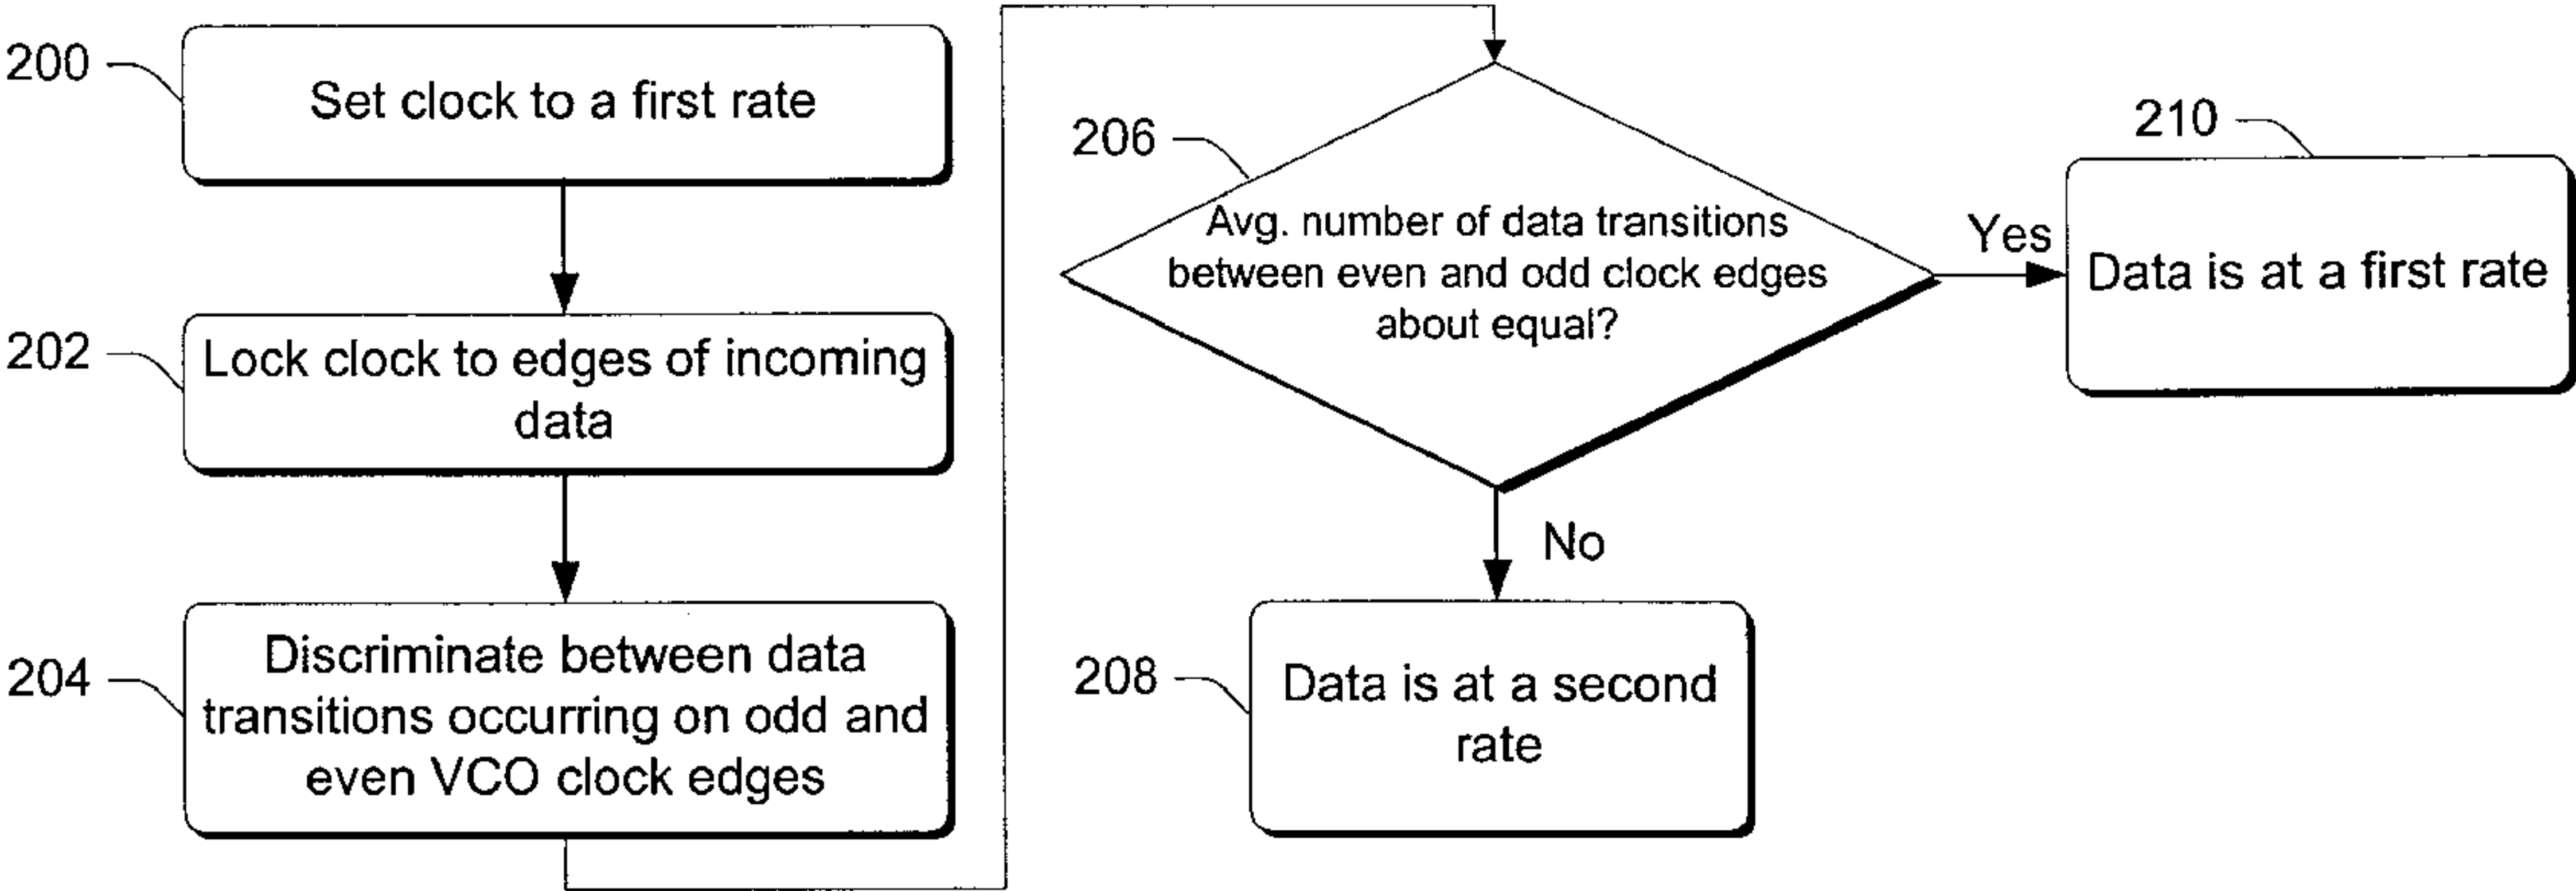 200
Set clock to a first rate
202
Lock clock to edges of incoming
data
204
Discriminate between data
transitions occurring on odd and
even VCO clock edges
206
Avg. number of data transitions
between even and odd clock edges
about equal?
Yes
No
208
Data is at a second
rate
210
Data is at a first rate